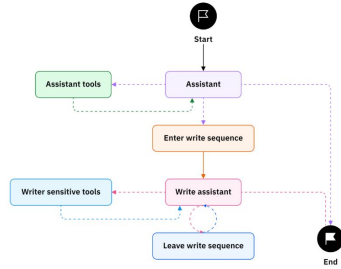 Start
Assistant tools
Assistant
Enter write sequence
Writer sensitive tools
Write assistant
Leave write sequence
End